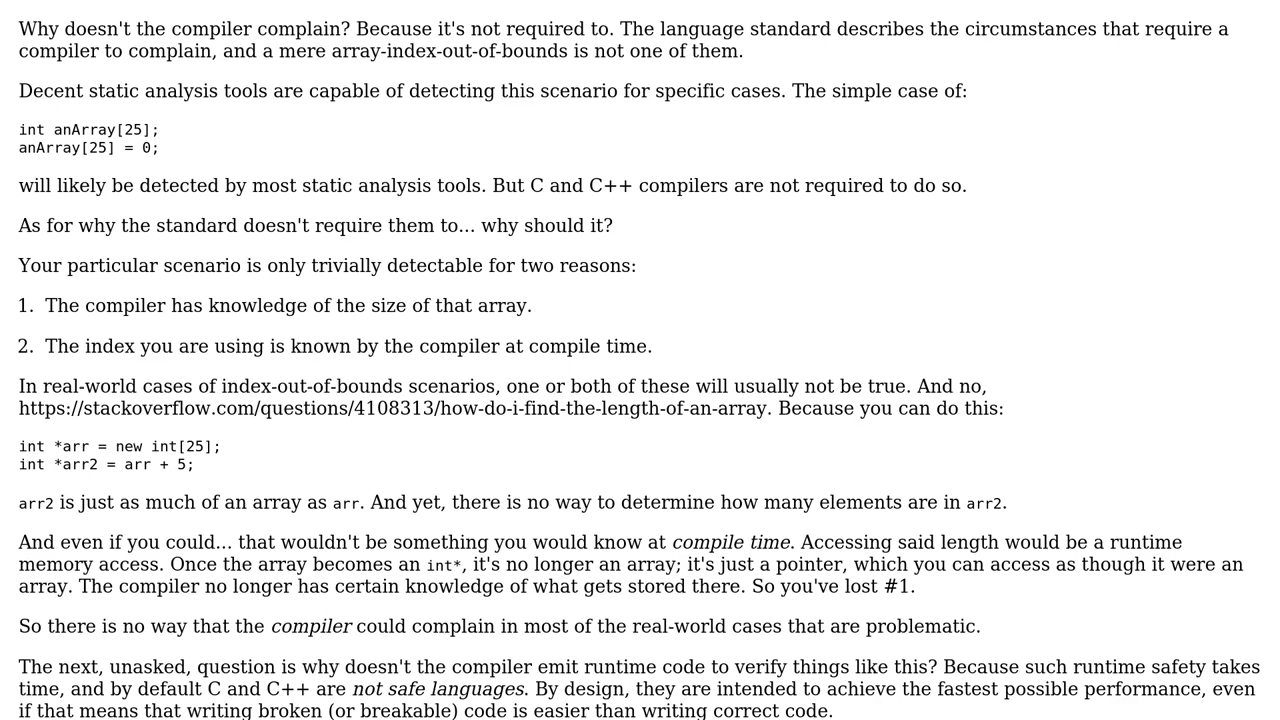 Why doesn't the compiler complain? Because it's not required to. The language standard describes the circumstances that require a
compiler to complain, and a mere array-index-out-of-bounds is not one of them.
Decent static analysis tools are capable of detecting this scenario for specific cases. The simple case of:
int anArray[25];
anArray[25] = 0;
will likely be detected by most static analysis tools. But C and C++ compilers are not required to do so.
As for why the standard doesn't require them to... why should it?
Your particular scenario is only trivially detectable for two reasons:
1. The compiler has knowledge of the size of that array.
2. The index you are using is known by the compiler at compile time.
In real-world cases of index-out-of-bounds scenarios, one or both of these will usually not be true. And no,
https://stackoverflow.com/questions/4108313/how-do-i-find-the-length-of-an-array. Because you can do this:
int *arr = new int[25];
int *arr2 = arr + 5;
arr2 is just as much of an array as arr. And yet, there is no way to determine how many elements are in arr2.
And even if you could... that wouldn't be something you would know at compile time. Accessing said length would be a runtime
memory access. Once the array becomes an int*, it's no longer an array; it's just a pointer, which you can access as though it were an
array. The compiler no longer has certain knowledge of what gets stored there. So you've lost #1.
So there is no way that the compiler could complain in most of the real-world cases that are problematic.
The next, unasked, question is why doesn't the compiler emit runtime code to verify things like this? Because such runtime safety takes
time, and by default C and C++ are not safe languages. By design, they are intended to achieve the fastest possible performance, even
if that means that writing broken (or breakable) code is easier than writing correct code.